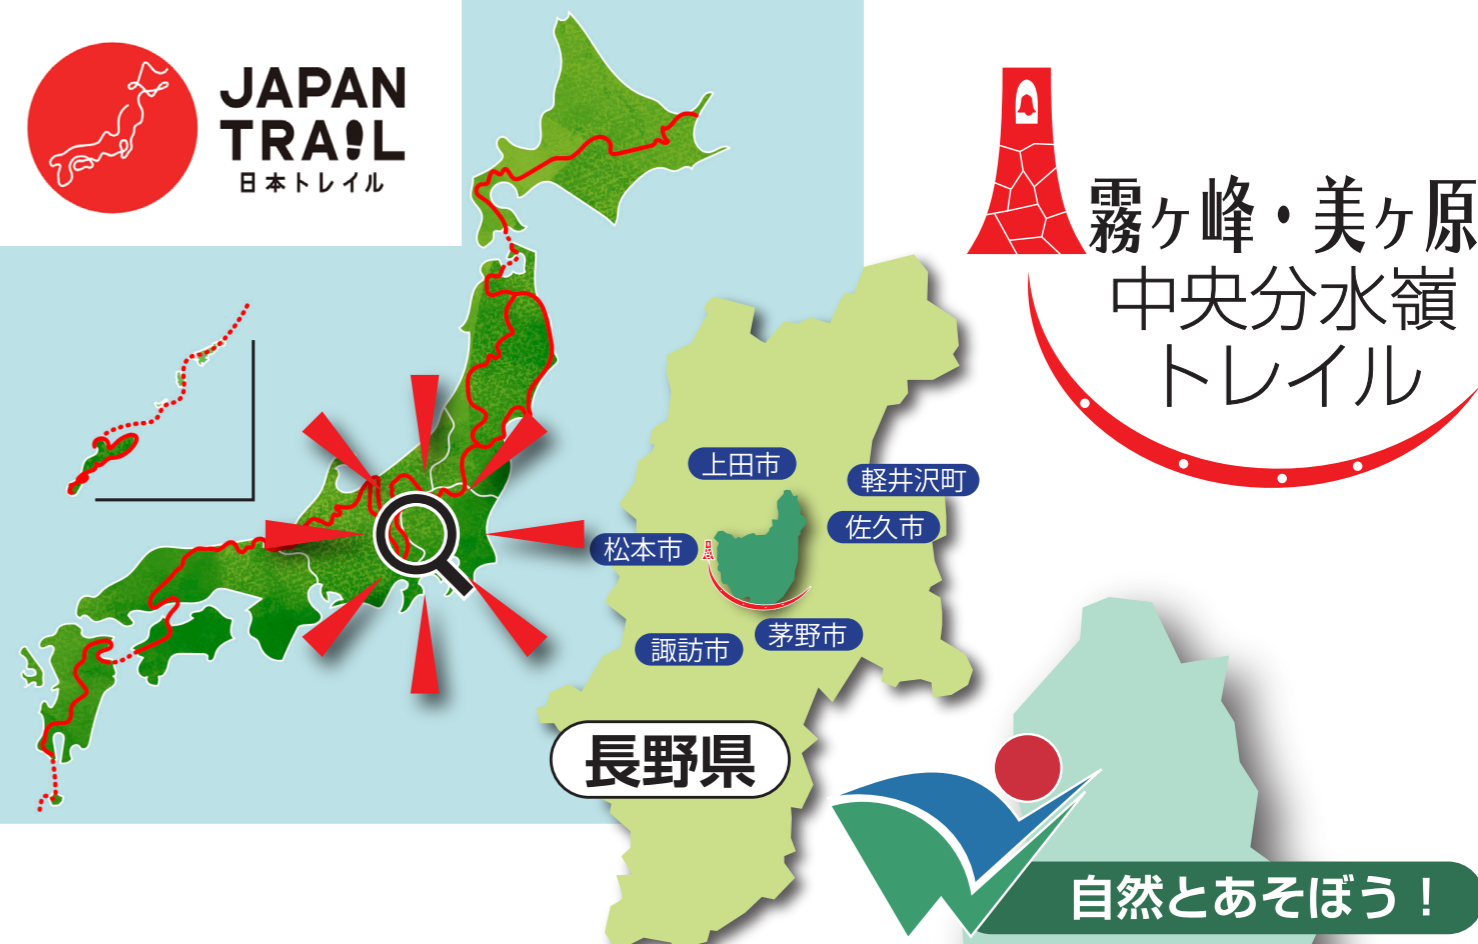 JAPAN
TRAIL
日本トレイル
霧ヶ峰・美ヶ原
中央分水嶺
トレイル
上田市
軽井沢町
佐久市
松本市
茅野市
諏訪市
長野県
自然とあそぼう！